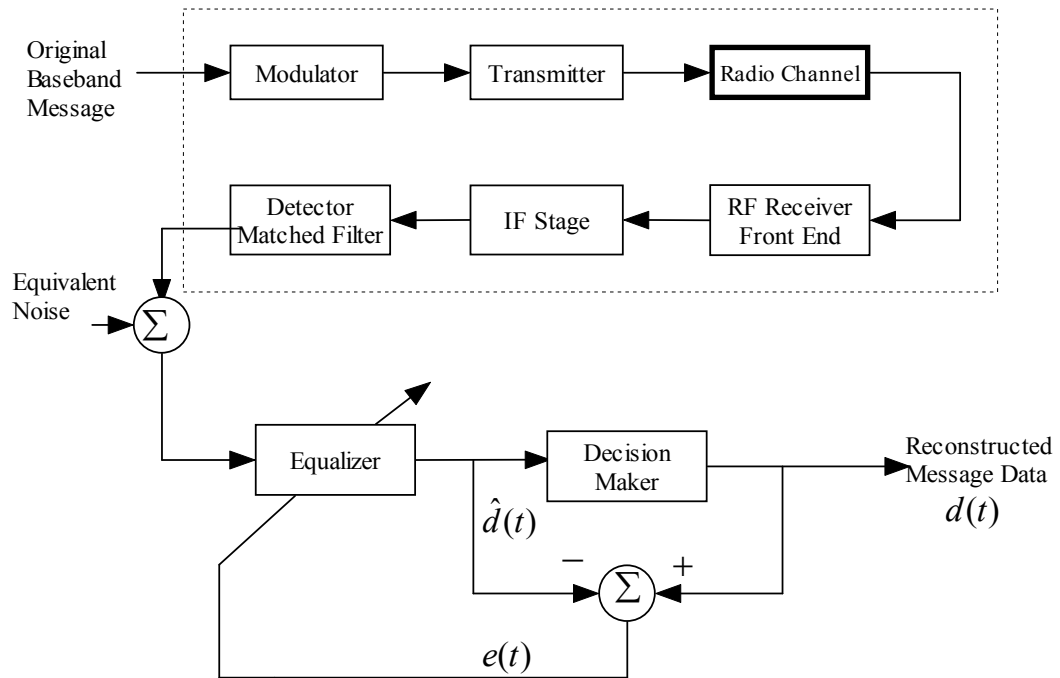 Original
Baseband
Message
Modulator
Transmitter
Radio Channel
Detector
Matched Filter
IF Stage
RF Receiver
Front End
Equivalent
Noise
Σ
Equalizer
Decision
Maker
Reconstructed
Message Data
d(t)
d̂(t)
−
+
Σ
e(t)